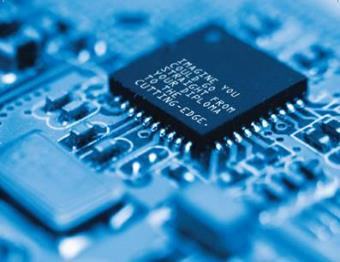 IMAGINE YOU
COULD GO
STRAIGHT FROM
YOUR DIPLOMA
TO THE
CUTTING-EDGE.